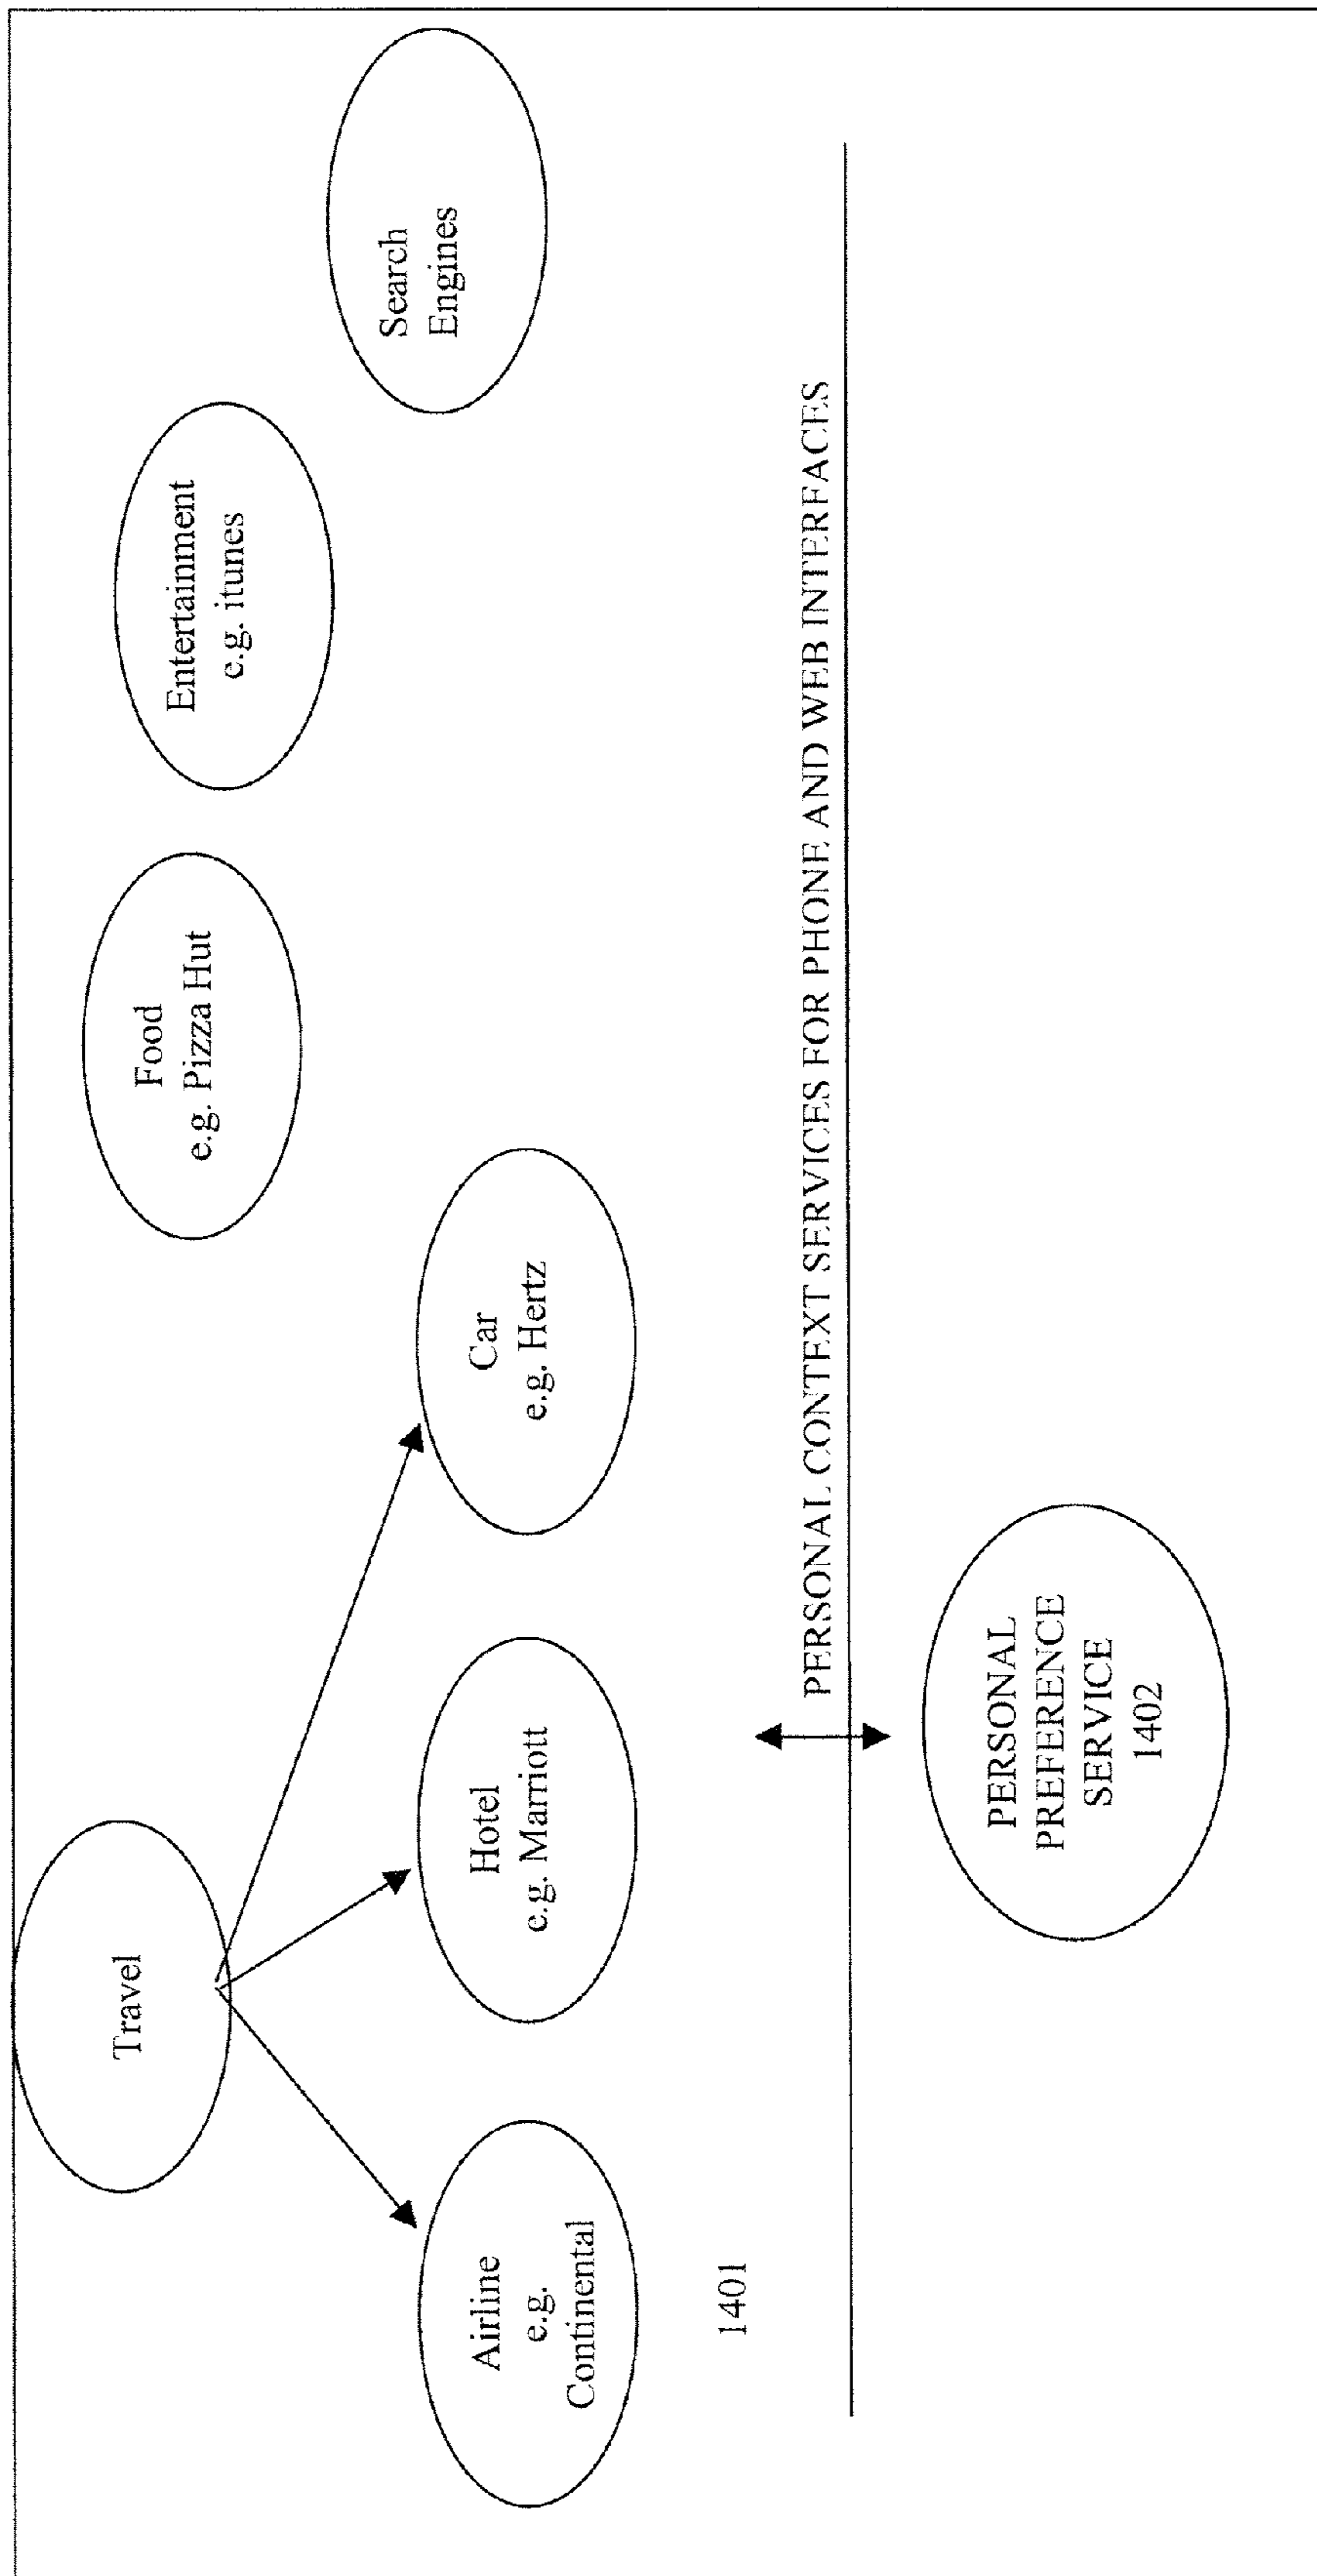 Travel
Food
e.g. Pizza Hut
Entertainment
e.g. itunes
Search
Engines
Airline
e.g.
Continental
Hotel
e.g. Marriott
Car
e.g. Hertz
1401
PERSONAL CONTEXT SERVICES FOR PHONE AND WEB INTERFACES
PERSONAL
PREFERENCE
SERVICE
1402